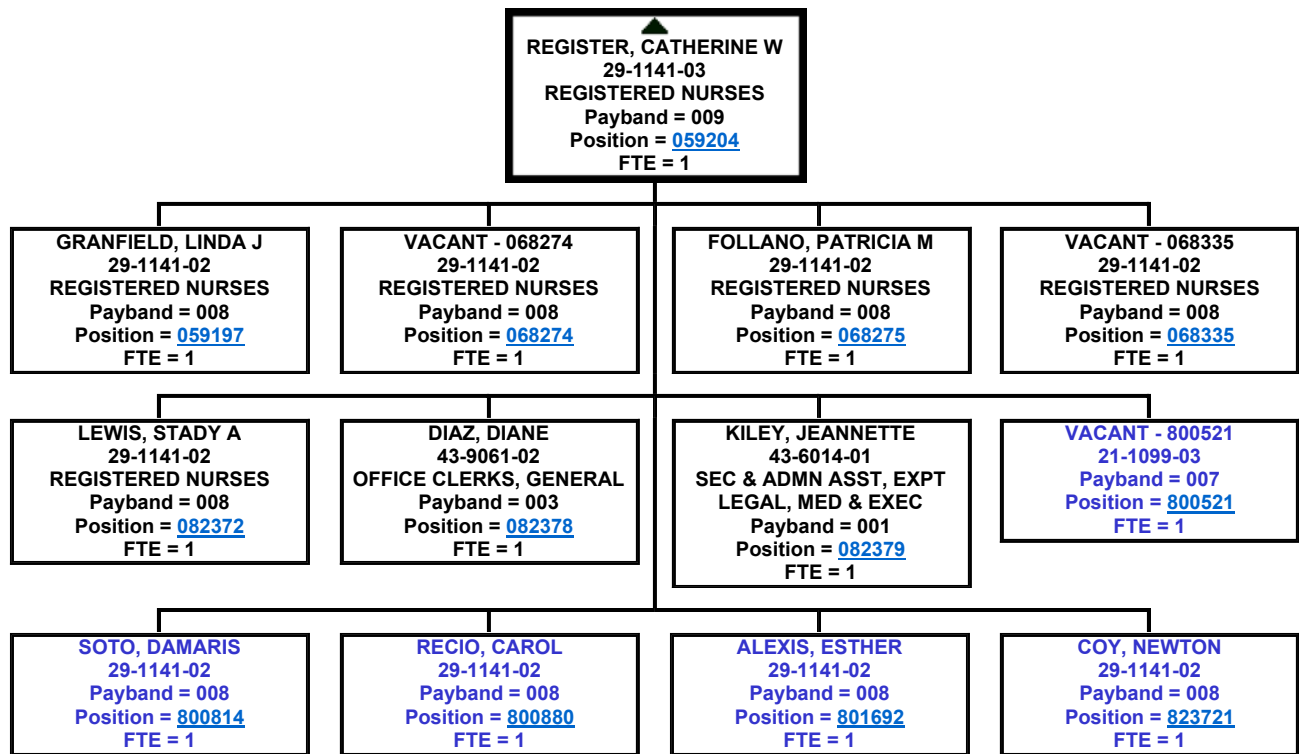 REGISTER, CATHERINE W
29-1141-03
REGISTERED NURSES
Payband = 009
Position = 059204
FTE = 1
GRANFIELD, LINDA J
29-1141-02
REGISTERED NURSES
Payband = 008
Position = 059197
FTE = 1
VACANT - 068274
29-1141-02
REGISTERED NURSES
Payband = 008
Position = 068274
FTE = 1
FOLLANO, PATRICIA M
29-1141-02
REGISTERED NURSES
Payband = 008
Position = 068275
FTE = 1
VACANT - 068335
29-1141-02
REGISTERED NURSES
Payband = 008
Position = 068335
FTE = 1
LEWIS, STADY A
29-1141-02
REGISTERED NURSES
Payband = 008
Position = 082372
FTE = 1
DIAZ, DIANE
43-9061-02
OFFICE CLERKS, GENERAL
Payband = 003
Position = 082378
FTE = 1
KILEY, JEANNETTE
43-6014-01
SEC & ADMN ASST, EXPT
LEGAL, MED & EXEC
Payband = 001
Position = 082379
FTE = 1
VACANT - 800521
21-1099-03
Payband = 007
Position = 800521
FTE = 1
SOTO, DAMARIS
29-1141-02
Payband = 008
Position = 800814
FTE = 1
RECIO, CAROL
29-1141-02
Payband = 008
Position = 800880
FTE = 1
ALEXIS, ESTHER
29-1141-02
Payband = 008
Position = 801692
FTE = 1
COY, NEWTON
29-1141-02
Payband = 008
Position = 823721
FTE = 1